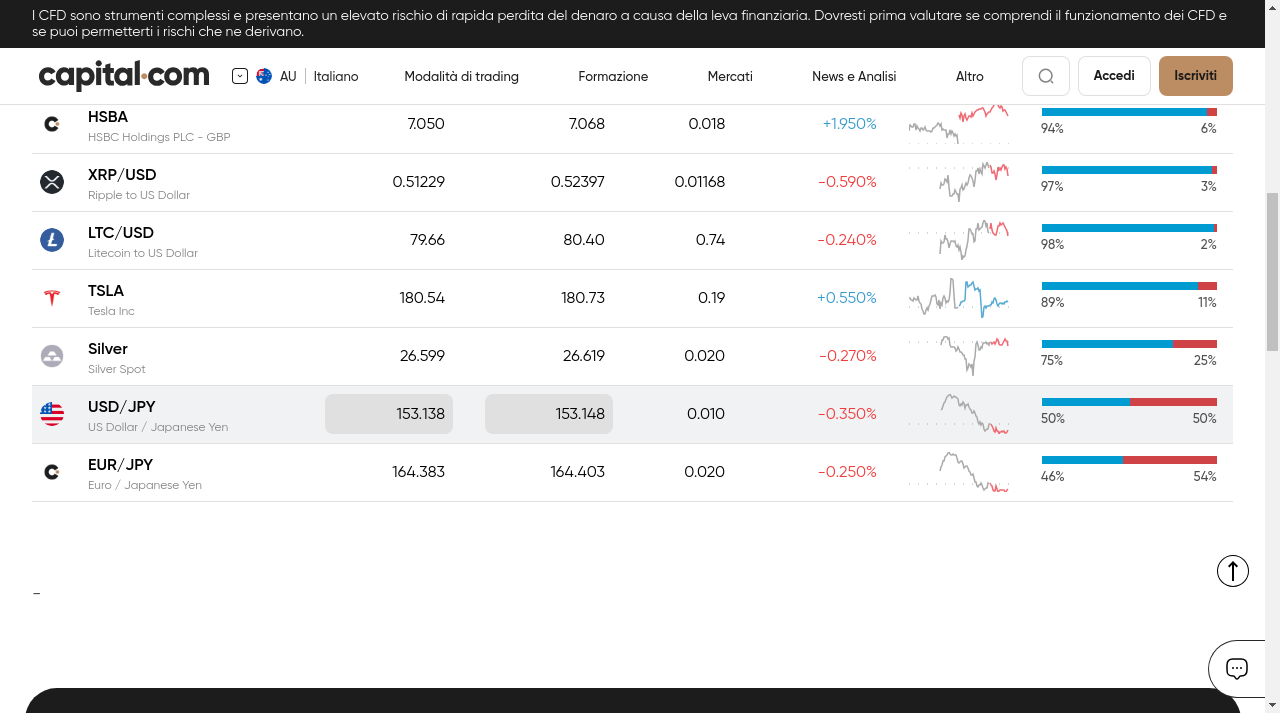 I CFD sono strumenti complessi e presentano un elevato rischio di rapida perdita del denaro a causa della leva finanziaria. Dovresti prima valutare se comprendi il funzionamento dei CFD e
se puoi permetterti i rischi che ne derivano.
capital.com AU Italiano Modalità di trading Formazione Mercati News e Analisi Altro Accedi Iscriviti
HSBA 7.050 7.068 0.018 +1.950% 94% 6%
HSBC Holdings PLC - GBP
XRP/USD 0.51229 0.52397 0.01168 -0.590% 97% 3%
Ripple to US Dollar
LTC/USD 79.66 80.40 0.74 -0.240% 98% 2%
Litecoin to US Dollar
TSLA 180.54 180.73 0.19 +0.550% 89% 11%
Tesla Inc
Silver 26.599 26.619 0.020 -0.270% 75% 25%
Silver Spot
USD/JPY 153.138 153.148 0.010 -0.350% 50% 50%
US Dollar / Japanese Yen
EUR/JPY 164.383 164.403 0.020 -0.250% 46% 54%
Euro / Japanese Yen
-